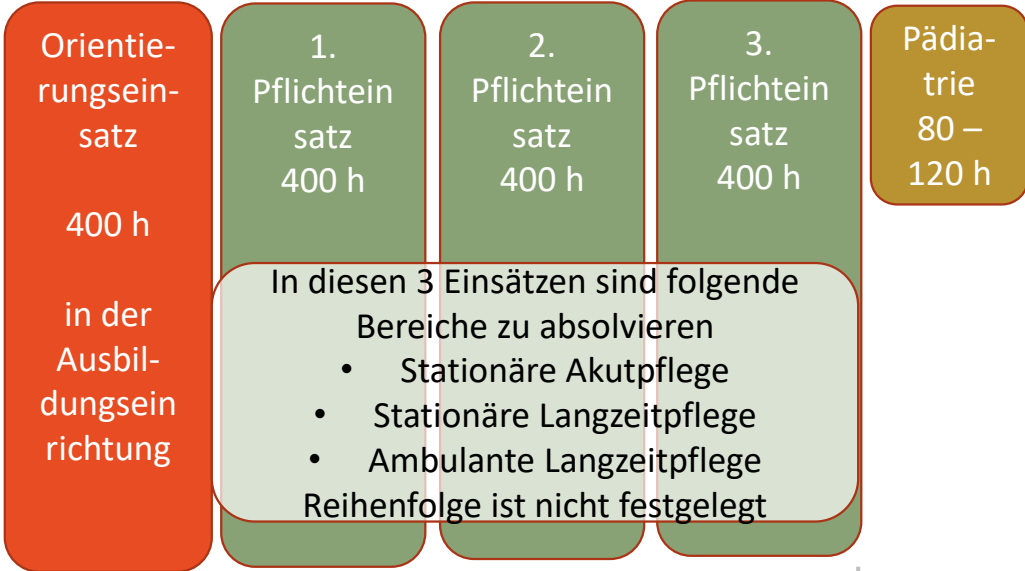 Orientie-
rungsein-
satz
400 h
in der
Ausbil-
dungsein
richtung
1.
Pflichtein
satz
400 h
2.
Pflichtein
satz
400 h
3.
Pflichtein
satz
400 h
Pädia-
trie
80 –
120 h
In diesen 3 Einsätzen sind folgende
Bereiche zu absolvieren
• Stationäre Akutpflege
• Stationäre Langzeitpflege
• Ambulante Langzeitpflege
Reihenfolge ist nicht festgelegt